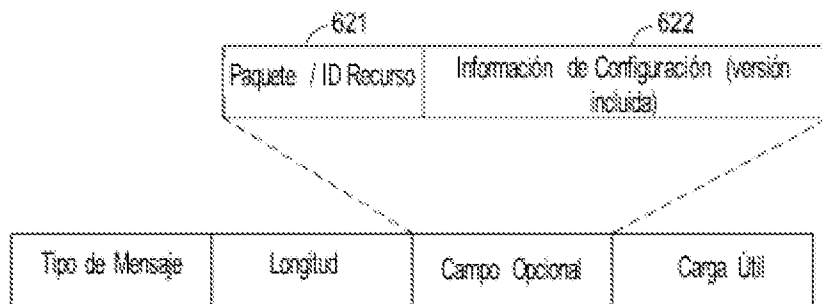 621
622
Paquete / ID Recurso
Información de Configuración (versión
incluida)
Tipo de Mensaje
Longitud
Campo Opcional
Carga Útil